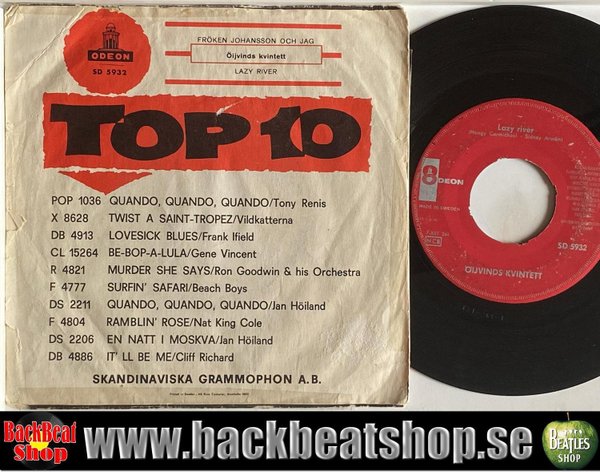 ODEON
SD 5932
FRÖKEN JOHANSSON OCH JAG
Öijvinds kvintett
LAZY RIVER
TOP 10
POP 1036 QUANDO, QUANDO, QUANDO/Tony Renis
X 8628 TWIST A SAINT-TROPEZ/Vildkatterna
DB 4913 LOVESICK BLUES/Frank Ifield
CL 15264 BE-BOP-A-LULA/Gene Vincent
R 4821 MURDER SHE SAYS/Ron Goodwin & his Orchestra
F 4777 SURFIN' SAFARI/Beach Boys
DS 2211 QUANDO, QUANDO, QUANDO/Jan Höiland
F 4804 RAMBLIN' ROSE/Nat King Cole
DS 2206 EN NATT I MOSKVA/Jan Höiland
DB 4886 IT' LL BE ME/Cliff Richard
SKANDINAVISKA GRAMMOPHON A.B.
Lazy river
ODEON
MADE IN SWEDEN
NCB
SD 5932
ÖIJVINDS KVINTETT
BackBeat
Shop
www.backbeatshop.se
BEATLES
SHOP